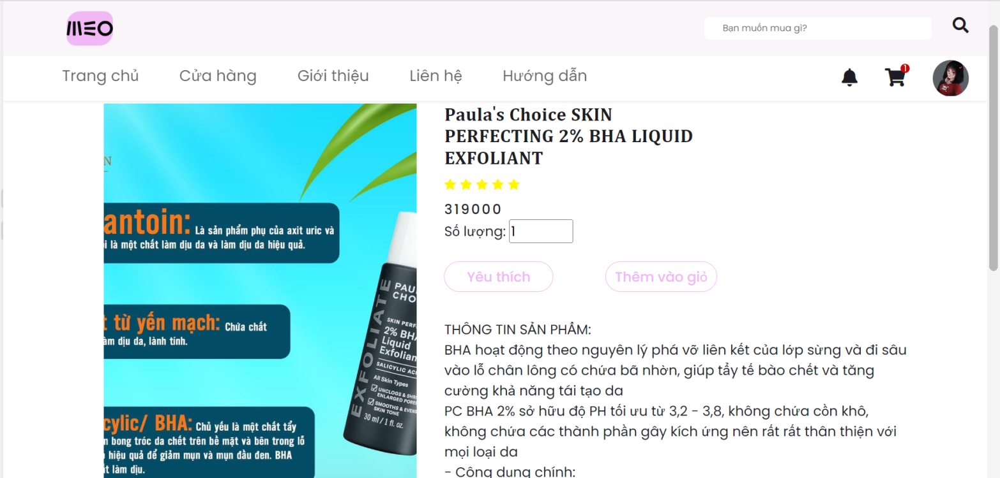 MEO
Bạn muốn mua gì?
Trang chủ
Cửa hàng
Giới thiệu
Liên hệ
Hướng dẫn
1
N
antoin: Là sản phẩm phụ của axit uric và
là một chất làm dịu da và làm dịu da hiệu quả.
từ yến mạch: Chứa chất
làm dịu da, lành tính.
cylic/ BHA: Chủ yếu là một chất tẩy
bong tróc da chết trên bề mặt và bên trong lỗ
hiệu quả để giảm mụn và mụn đầu đen. BHA
làm dịu.
EXFOLIATE
PAU
CHO
SKIN PERF
2% BHA
Liquid
Exfolian
SALICYLIC AC
All Skin Types
UNCLOGS & SHR
ENLARGED PORE
SMOOTHS & EVENS
SKIN TONE
30 ml / 1 fl. oz.
Paula's Choice SKIN
PERFECTING 2% BHA LIQUID
EXFOLIANT
319000
Số lượng: 1
Yêu thích
Thêm vào giỏ
THÔNG TIN SẢN PHẨM:
BHA hoạt động theo nguyên lý phá vỡ liên kết của lớp sừng và đi sâu
vào lỗ chân lông có chứa bã nhờn, giúp tẩy tế bào chết và tăng
cường khả năng tái tạo da
PC BHA 2% sở hữu độ PH tối ưu từ 3,2 - 3,8, không chứa cồn khô,
không chứa các thành phần gây kích ứng nên rất rất thân thiện với
mọi loại da
- Công dụng chính: